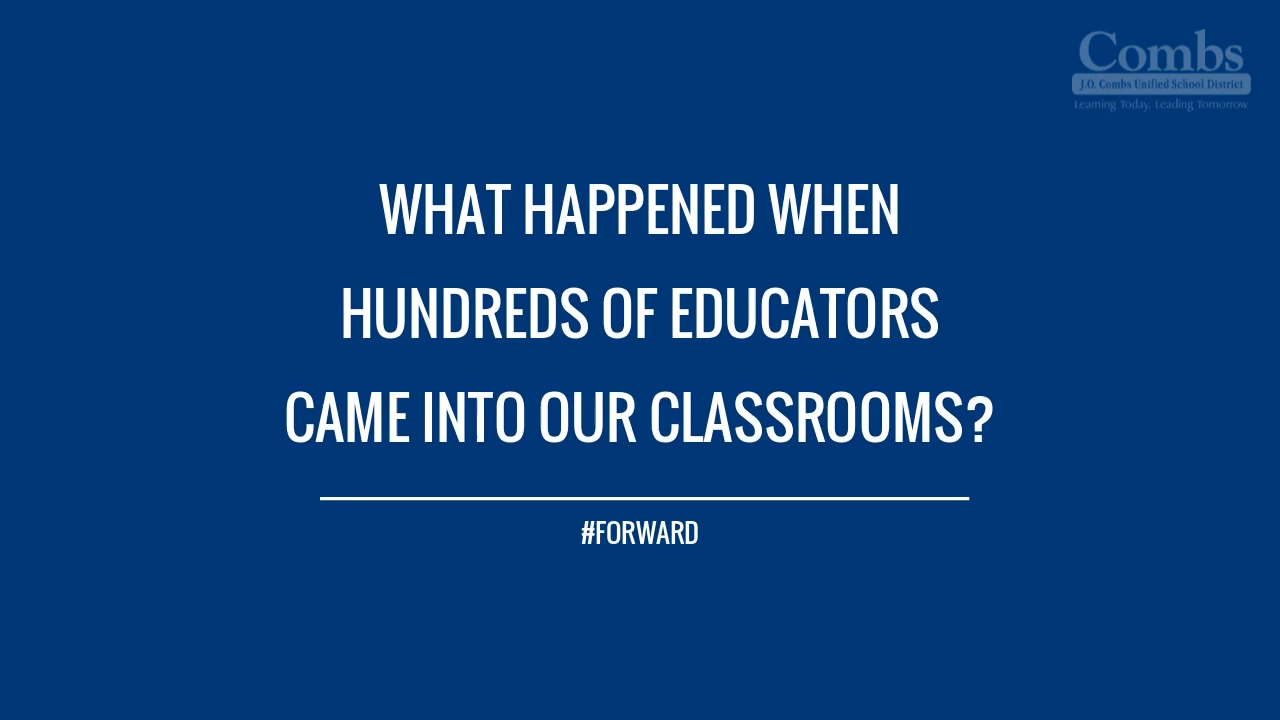 Combs
J.O. Combs Unified School District
Learning Today, Leading Tomorrow
WHAT HAPPENED WHEN
HUNDREDS OF EDUCATORS
CAME INTO OUR CLASSROOMS?
#FORWARD